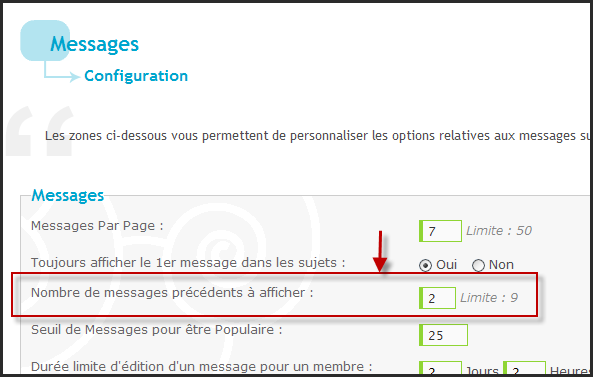 Messages
Configuration
Les zones ci-dessous vous permettent de personnaliser les options relatives aux messages su
Messages
Messages Par Page : 7 Limite : 50
Toujours afficher le 1er message dans les sujets : Oui Non
Nombre de messages précédents à afficher : 2 Limite : 9
Seuil de Messages pour être Populaire : 25
Durée limite d'édition d'un message pour un membre : 2 Jours 2 Heures